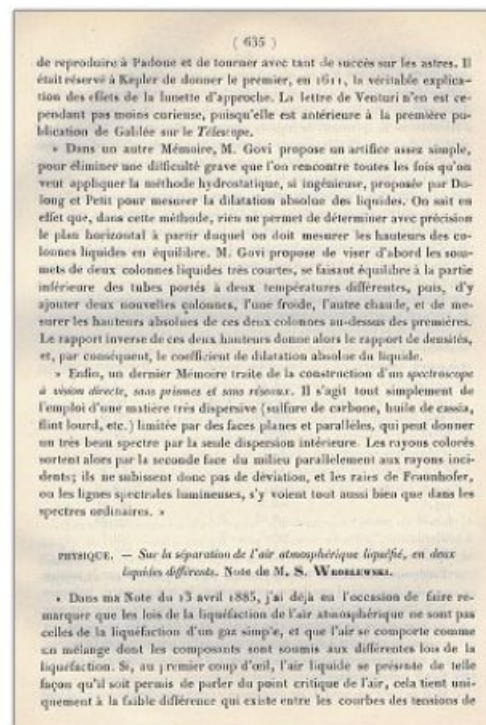 ( 635 )
de reproduire à Padoue et de tourner avec tant de succès sur les astres. Il
était réservé à Kepler de donner le premier, en 1611, la véritable explica-
tion des effets de la lunette d'approche. La lettre de Venturi n'en est ce-
pendant pas moins curieuse, puisqu'elle est antérieure à la première pu-
blication de Galilée sur le Télescope.
» Dans un autre Mémoire, M. Govi propose un artifice assez simple,
pour éliminer une difficulté grave que l'on rencontre toutes les fois qu'on
veut appliquer la méthode hydrostatique, si ingénieuse, proposée par Du-
long et Petit pour mesurer la dilatation absolue des liquides. On sait en
effet que, dans cette méthode, rien ne permet de déterminer avec précision
le plan horizontal à partir duquel on doit mesurer les hauteurs des co-
lonnes liquides en équilibre. M. Govi propose de viser d'abord les som-
mets de deux colonnes liquides très courtes, se faisant équilibre à la partie
inférieure des tubes portés à deux températures différentes, puis, d'y
ajouter deux nouvelles colonnes, l'une froide, l'autre chaude, et de me-
surer les hauteurs absolues de ces deux colonnes au-dessus des premières.
Le rapport inverse de ces deux hauteurs donne alors le rapport de densités,
et, par conséquent, le coefficient de dilatation absolue du liquide.
» Enfin, un dernier Mémoire traite de la construction d'un spectroscope
à vision directe, sans prismes et sans réseaux. Il s'agit tout simplement de
l'emploi d'une matière très dispersive (sulfure de carbone, huile de cassia,
flint lourd, etc.) limitée par des faces planes et parallèles, qui peut donner
un très beau spectre par la seule dispersion intérieure. Les rayons colorés
sortent alors par la seconde face du milieu parallèlement aux rayons inci-
dents; ils ne subissent donc pas de déviation, et les raies de Fraunhofer,
ou les lignes spectrales lumineuses, s'y voient tout aussi bien que dans les
spectres ordinaires. »
PHYSIQUE. — Sur la séparation de l'air atmosphérique liquéfié, en deux
liquides différents. Note de M. S. WROBLEWSKI.
« Dans ma Note du 13 avril 1885, j'ai déjà eu l'occasion de faire re-
marquer que les lois de la liquéfaction de l'air atmosphérique ne sont pas
celles de la liquéfaction d'un gaz simple, et que l'air se comporte comme
un mélange dont les composants sont soumis aux différentes lois de la
liquéfaction. Si, au premier coup d'œil, l'air liquide se présente de telle
façon qu'il soit permis de parler du point critique de l'air, cela tient uni-
quement à la faible différence qui existe entre les courbes des tensions de